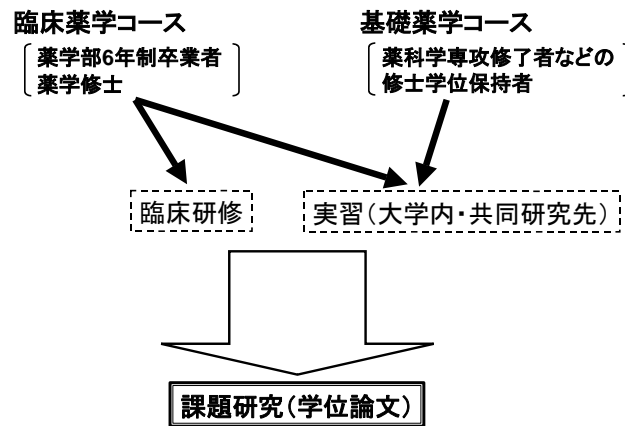 臨床薬学コース
薬学部6年制卒業者
薬学修士
基礎薬学コース
薬科学専攻修了者などの
修士学位保持者
臨床研修
実習(大学内・共同研究先)
課題研究(学位論文)